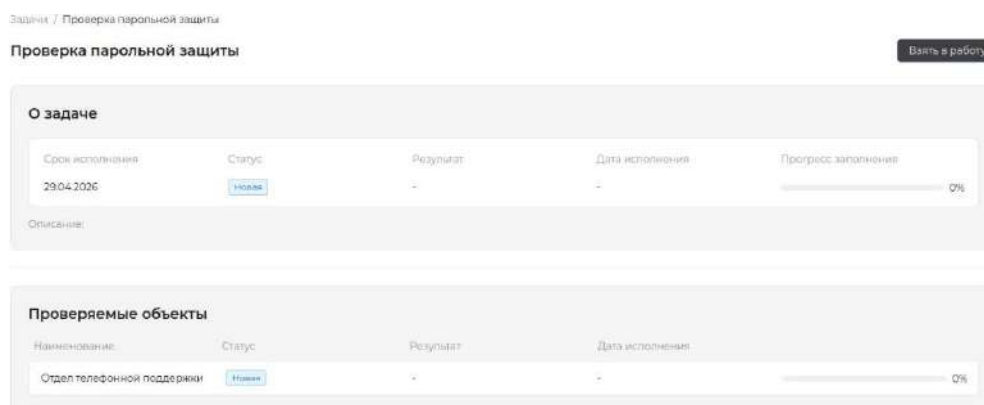 Задачи / Проверка парольной защиты
Проверка парольной защиты
Взять в работу
О задаче
Срок исполнения Статус Результат Дата исполнения Прогресс заполнения
29.04.2026 Новая - - 0%
Описание:
Проверяемые объекты
Наименование Статус Результат Дата исполнения
Отдел телефонной поддержки Новая - - 0%